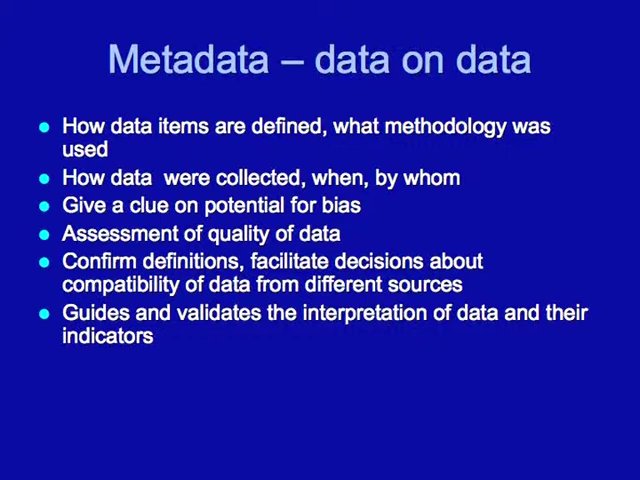 Metadata – data on data
How data items are defined, what methodology was
used
How data  were collected, when, by whom
Give a clue on potential for bias
Assessment of quality of data
Confirm definitions, facilitate decisions about
compatibility of data from different sources
Guides and validates the interpretation of data and their
indicators